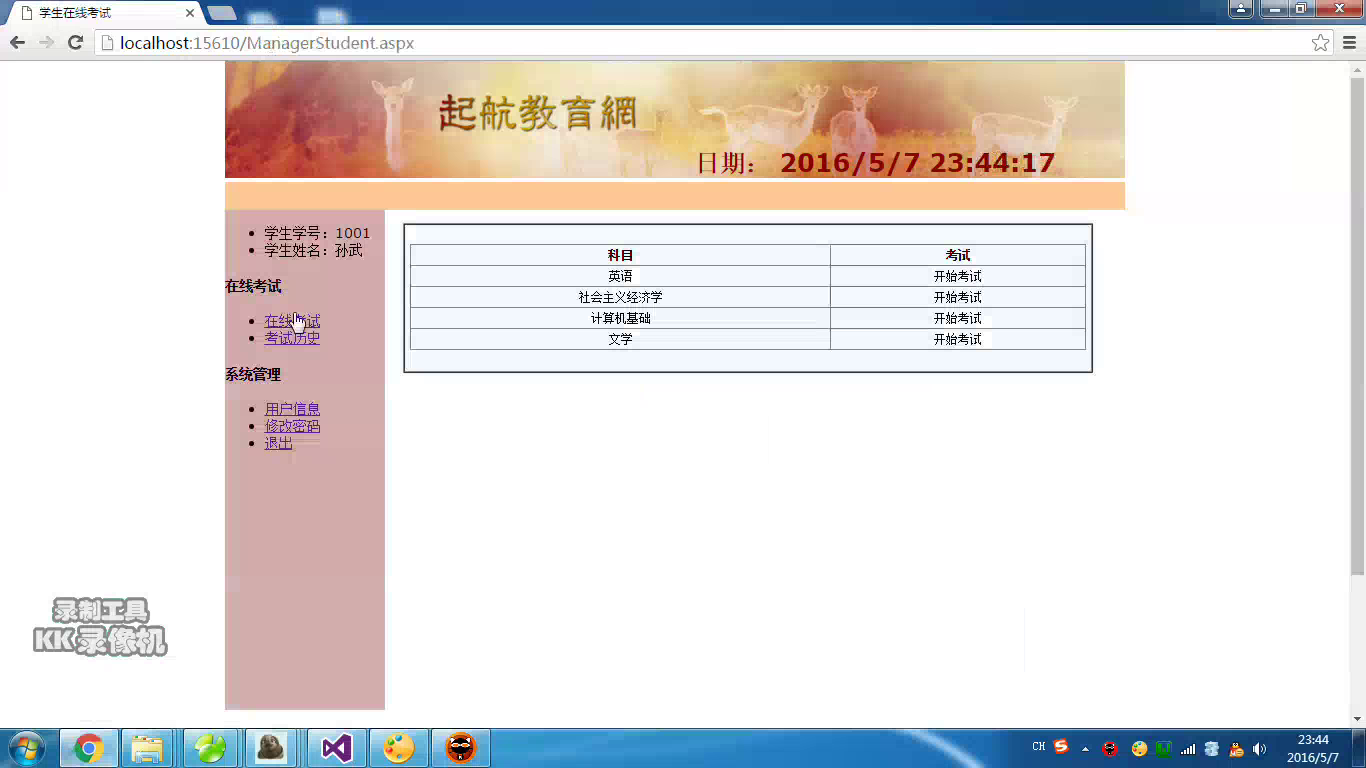 学生在线考试
localhost:15610/ManagerStudent.aspx
起航教育網
日期： 2016/5/7 23:44:17
学生学号：1001
学生姓名：孙武
在线考试
在线考试
考试历史
系统管理
用户信息
修改密码
退出
科目 考试
英语 开始考试
社会主义经济学 开始考试
计算机基础 开始考试
文学 开始考试
录制工具
KK录像机
CH
23:44
2016/5/7